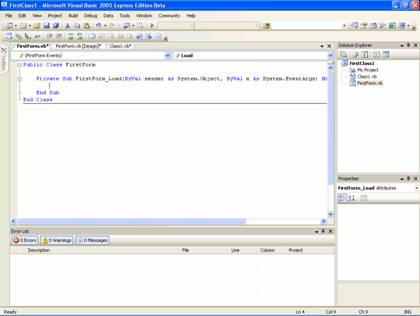 FirstClass1 - Microsoft Visual Basic 2005 Express Edition Beta
File Edit View Project Build Debug Data Tools Window Community Help
FirstForm.vb* FirstForm.vb [Design]* Class1.vb*
(FirstForm Events) Load
Public Class FirstForm
Private Sub FirstForm_Load(ByVal sender As System.Object, ByVal e As System.EventArgs) Ha
End Sub
End Class
Toolbox
Solution Explorer
FirstClass1
My Project
Class1.vb
FirstForm.vb
Properties
FirstForm_Load Attributes
Error List
0 Errors 0 Warnings 0 Messages
Description File Line Column Project
Ready Ln 4 Col 9 Ch 9 INS